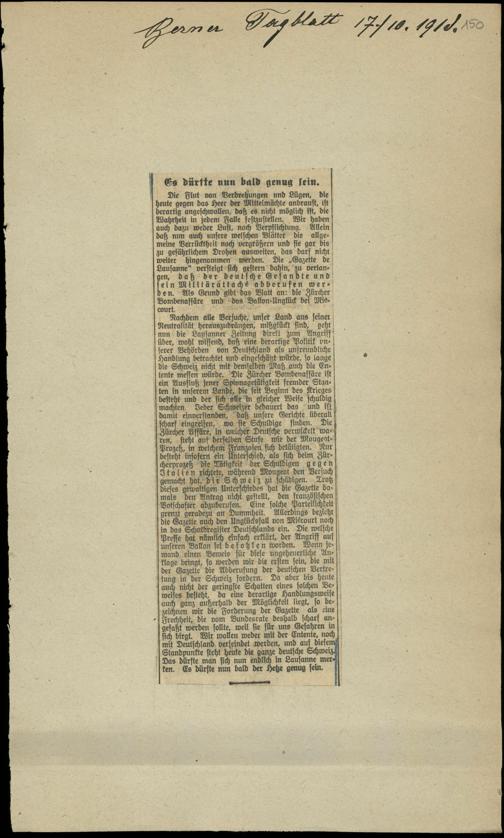 Berner Tagblatt 17/10. 1918. 150
Es dürfte nun bald genug sein.
Die Flut von Verdrehungen und Lügen, die
heute gegen das Heer der Mittelmächte anbraust, ist
derartig angeschwollen, daß es nicht möglich ist, die
Wahrheit in jedem Falle festzustellen. Wir haben
auch dazu weder Lust, noch Verpflichtung. Allein
daß nun auch unsere welschen Blätter die allge-
meine Verrücktheit noch vergrößern und sie gar bis
zu gefährlichem Drohen ausweiten, das darf nicht
weiter hingenommen werden. Die „Gazette de
Lausanne“ versteigt sich gestern dahin, zu verlan-
gen, daß der deutsche Gesandte und
sein Militärattaché abberufen wer-
den. Als Grund gibt das Blatt an: die Zürcher
Bombenaffäre und das Ballon-Unglück bei Mié-
court.
Nachdem alle Versuche, unser Land aus seiner
Neutralität herauszudrängen, mißglückt sind, geht
nun die Lausanner Zeitung direkt zum Angriff
über, wohl wissend, daß eine derartige Politik un-
serer Behörden von Deutschland als unfreundliche
Handlung betrachtet und eingeschätzt würde, so lange
die Schweiz nicht mit demselben Maß auch die En-
tente messen würde. Die Zürcher Bombenaffäre ist
ein Ausfluß jener Spionagetätigkeit fremder Staa-
ten in unserem Lande, die seit Beginn des Krieges
besteht und der sich alle in gleicher Weise schuldig
machten. Jeder Schweizer bedauert das und ist
damit einverstanden, daß unsere Gerichte überall
scharf eingreifen, wo sie Schuldige finden. Die
Zürcher Affäre, in welcher Deutsche verwickelt wa-
ren, steht auf derselben Stufe wie der Mougeot-
Prozeß, in welchem Franzosen sich betätigten. Nur
besteht insofern ein Unterschied, als sich beim Zür-
cherprozeß die Tätigkeit der Schuldigen gegen
Italien richtete, während Mougeot den Versuch
gemacht hat, die Schweiz zu schädigen. Trotz
dieses gewaltigen Unterschiedes hat die Gazette da-
mals den Antrag nicht gestellt, den französischen
Botschafter abzuberufen. Eine solche Parteilichkeit
grenzt geradezu an Dummheit. Allerdings bezieht
die Gazette auch den Unglücksfall von Miécourt noch
in das Schuldregister Deutschlands ein. Die welsche
Presse hat nämlich einfach erklärt, der Angriff auf
unseren Ballon sei befohlen worden. Wenn je-
mand einen Beweis für diese ungeheuerliche An-
klage bringt, so werden wir die ersten sein, die mit
der Gazette die Abberufung der deutschen Vertre-
tung in der Schweiz fordern. Da aber bis heute
auch nicht der geringste Schatten eines solchen Be-
weises besteht, da eine derartige Handlungsweise
auch ganz außerhalb der Möglichkeit liegt, so be-
zeichnen wir die Forderung der Gazette als eine
Frechheit, die vom Bundesrate deshalb scharf an-
gefaßt werden sollte, weil sie für uns Gefahren in
sich birgt. Wir wollen weder mit der Entente, noch
mit Deutschland verfeindet werden, und auf diesem
Standpunkte steht heute die ganze deutsche Schweiz.
Das dürfte man sich nun endlich in Lausanne mer-
ken. Es dürfte nun bald der Hetze genug sein.